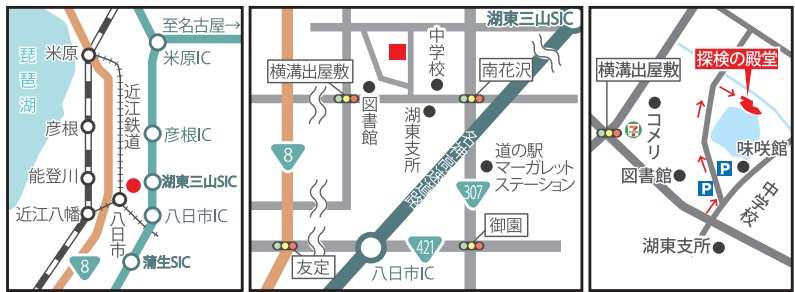 至名古屋→
米原
米原IC
琵琶湖
近江鉄道
彦根
彦根IC
能登川
湖東三山SIC
近江八幡
八日市
八日市IC
8
蒲生SIC
湖東三山SIC
中学校
横溝出屋敷
南花沢
図書館
湖東支所
名神高速道路
8
道の駅
マーガレット
ステーション
307
御園
421
友定
八日市IC
探検の殿堂
横溝出屋敷
コメリ
7
味咲館
図書館
P
P
中学校
湖東支所